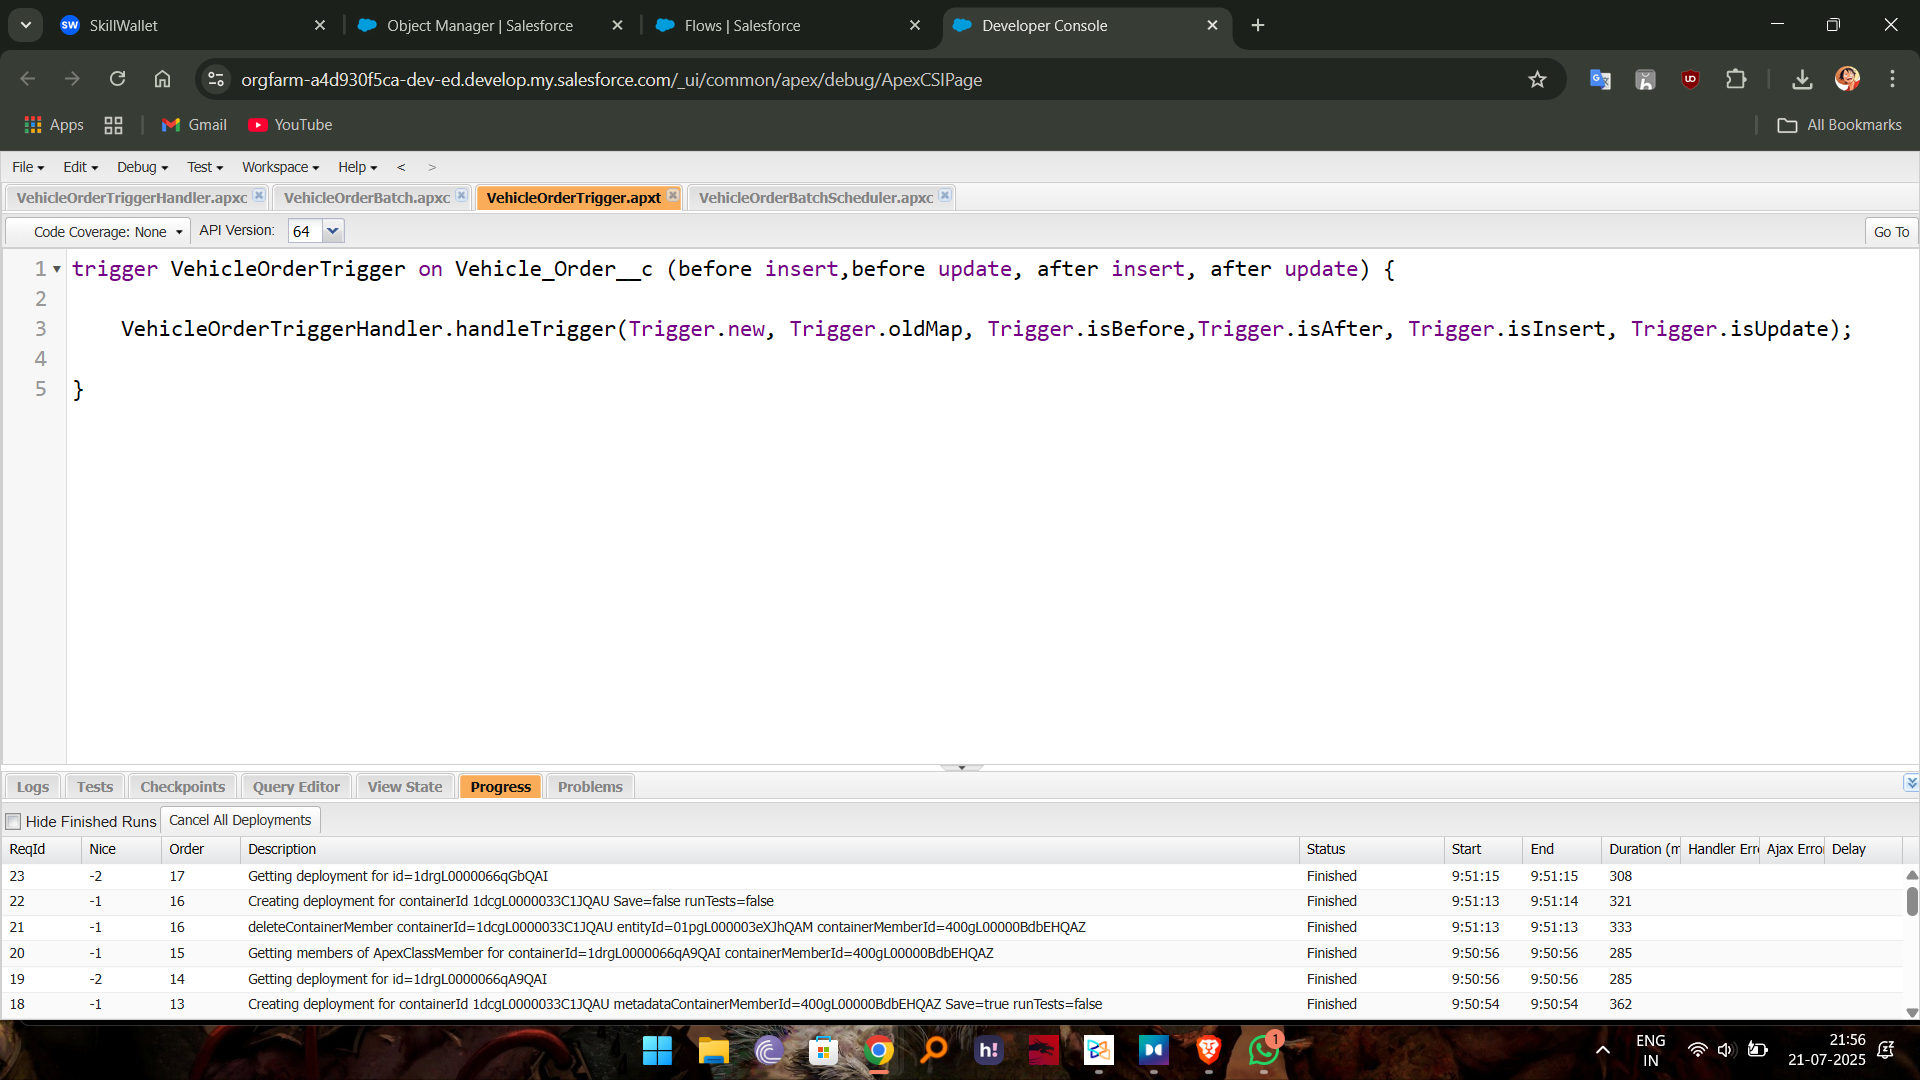 SkillWallet
Object Manager | Salesforce
Flows | Salesforce
Developer Console
orgfarm-a4d930f5ca-dev-ed.develop.my.salesforce.com/_ui/common/apex/debug/ApexCSIPage
Apps
Gmail
YouTube
All Bookmarks
File Edit Debug Test Workspace Help < >
VehicleOrderTriggerHandler.apxc VehicleOrderBatch.apxc VehicleOrderTrigger.apxt VehicleOrderBatchScheduler.apxc
Code Coverage: None API Version: 64 Go To
1 trigger VehicleOrderTrigger on Vehicle_Order__c (before insert,before update, after insert, after update) {
2
3 VehicleOrderTriggerHandler.handleTrigger(Trigger.new, Trigger.oldMap, Trigger.isBefore,Trigger.isAfter, Trigger.isInsert, Trigger.isUpdate);
4
5 }
Logs Tests Checkpoints Query Editor View State Progress Problems
Hide Finished Runs Cancel All Deployments
ReqId Nice Order Description Status Start End Duration (m Handler Erro Ajax Erro Delay
23 -2 17 Getting deployment for id=1drgL0000066qGbQAI Finished 9:51:15 9:51:15 308
22 -1 16 Creating deployment for containerId 1dcgL0000033C1JQAU Save=false runTests=false Finished 9:51:13 9:51:14 321
21 -1 16 deleteContainerMember containerId=1dcgL0000033C1JQAU entityId=01pgL000003eXJhQAM containerMemberId=400gL00000BdbEHQAZ Finished 9:51:13 9:51:13 333
20 -1 15 Getting members of ApexClassMember for containerId=1drgL0000066qA9QAI containerMemberId=400gL00000BdbEHQAZ Finished 9:50:56 9:50:56 285
19 -2 14 Getting deployment for id=1drgL0000066qA9QAI Finished 9:50:56 9:50:56 285
18 -1 13 Creating deployment for containerId 1dcgL0000033C1JQAU metadataContainerMemberId=400gL00000BdbEHQAZ Save=true runTests=false Finished 9:50:54 9:50:54 362
h!
1
ENG
IN
21:56
21-07-2025